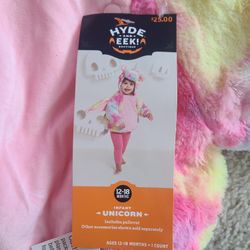 $25.00
HYDE
AND
EEK!
BOUTIQUE
12-18
MONTHS
INFANT
UNICORN
Includes pullover
Other accessories shown sold separately
AGES 12-18 MONTHS • 1 COUNT